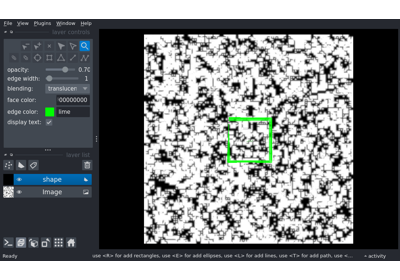 File View Plugins Window Help
layer controls
opacity: 0.70
edge width: 1
blending: translucen
face color: 00000000
edge color: lime
display text:
layer list
shape
Image
Ready
use <R> for add rectangles, use <E> for add ellipses, use <L> for add lines, use <T> for add path, use <...
activity